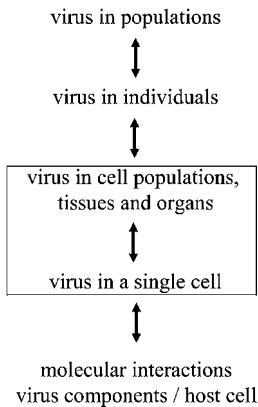 virus in populations
virus in individuals
virus in cell populations,
tissues and organs
virus in a single cell
molecular interactions
virus components / host cell